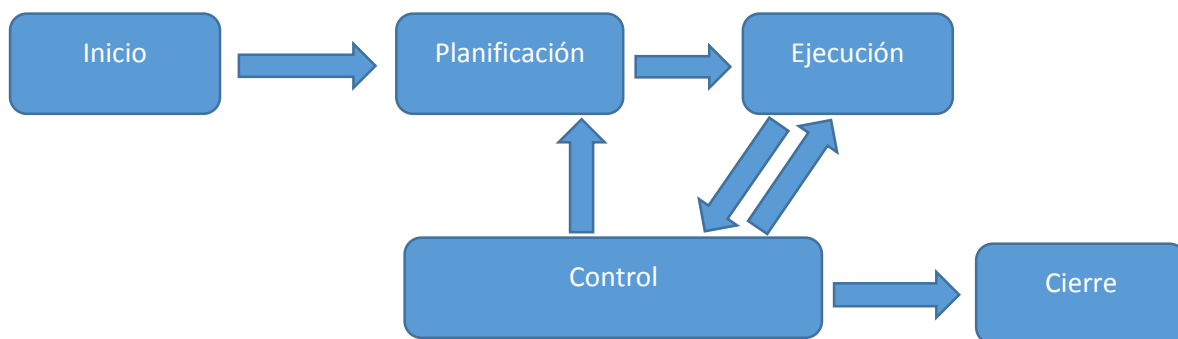 Inicio
Planificación
Ejecución
Control
Cierre